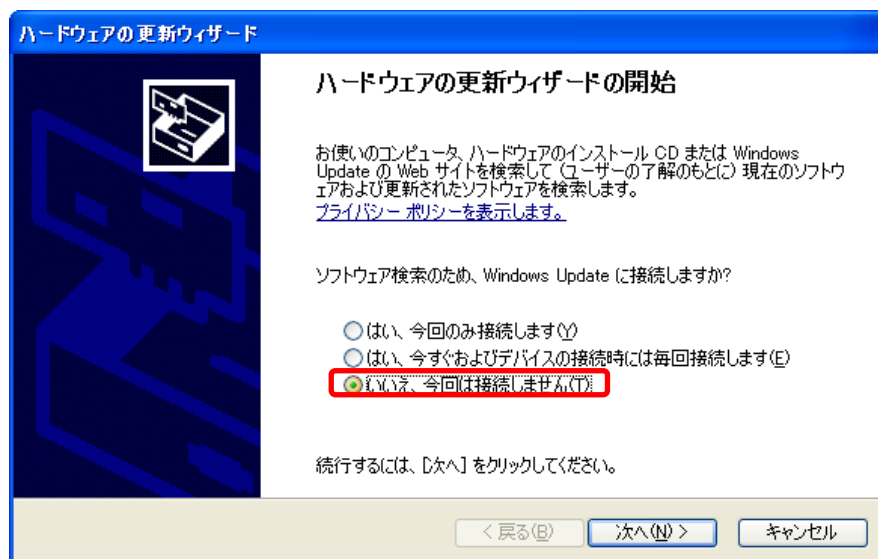 ハードウェアの更新ウィザード
ハードウェアの更新ウィザードの開始
お使いのコンピュータ、ハードウェアのインストール CD または Windows
Update の Web サイトを検索して (ユーザーの了解のもとに) 現在のソフトウ
ェアおよび更新されたソフトウェアを検索します。
プライバシー ポリシーを表示します。
ソフトウェア検索のため、Windows Update に接続しますか?
はい、今回のみ接続します(Y)
はい、今すぐおよびデバイスの接続時には毎回接続します(E)
いいえ、今回は接続しません(T)
続行するには、[次へ] をクリックしてください。
< 戻る(B) 次へ(N) > キャンセル